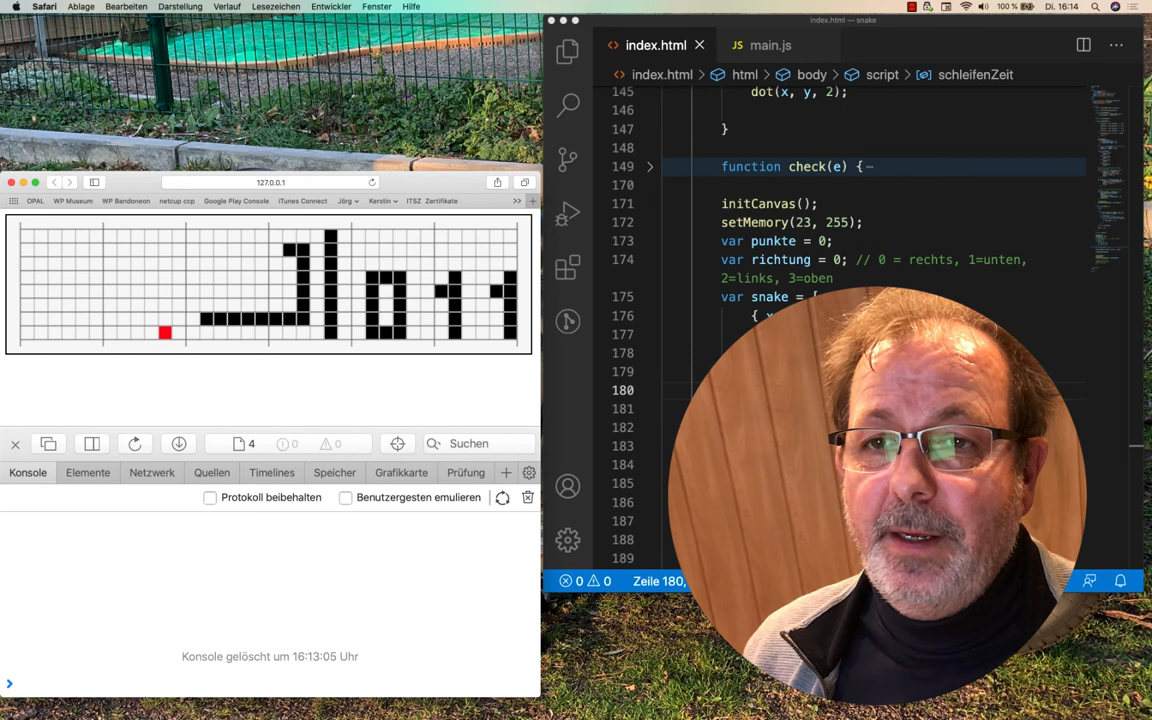 Safari Ablage Bearbeiten Darstellung Verlauf Lesezeichen Entwickler Fenster Hilfe 100 % Di. 16:14
index.html — snake
index.html JS main.js
index.html > html > body > script > schleifenZeit
145 dot(x, y, 2);
146
147 }
148
149 function check(e) {
170
171 initCanvas();
172 setMemory(23, 255);
173 var punkte = 0;
174 var richtung = 0; // 0 = rechts, 1=unten,
2=links, 3=oben
175 var snake = [
176 { x
177
178
179
180
181
182
183
184
185
186
187
188
189
0 0 Zeile 180,
127.0.0.1
OPAL WP Museum WP Bandoneon netcup ccp Google Play Console iTunes Connect Jörg Kerstin ITSZ Zertifikate
011
4 0 0 Suchen
Konsole Elemente Netzwerk Quellen Timelines Speicher Grafikkarte Prüfung
Protokoll beibehalten Benutzergesten emulieren
Konsole gelöscht um 16:13:05 Uhr